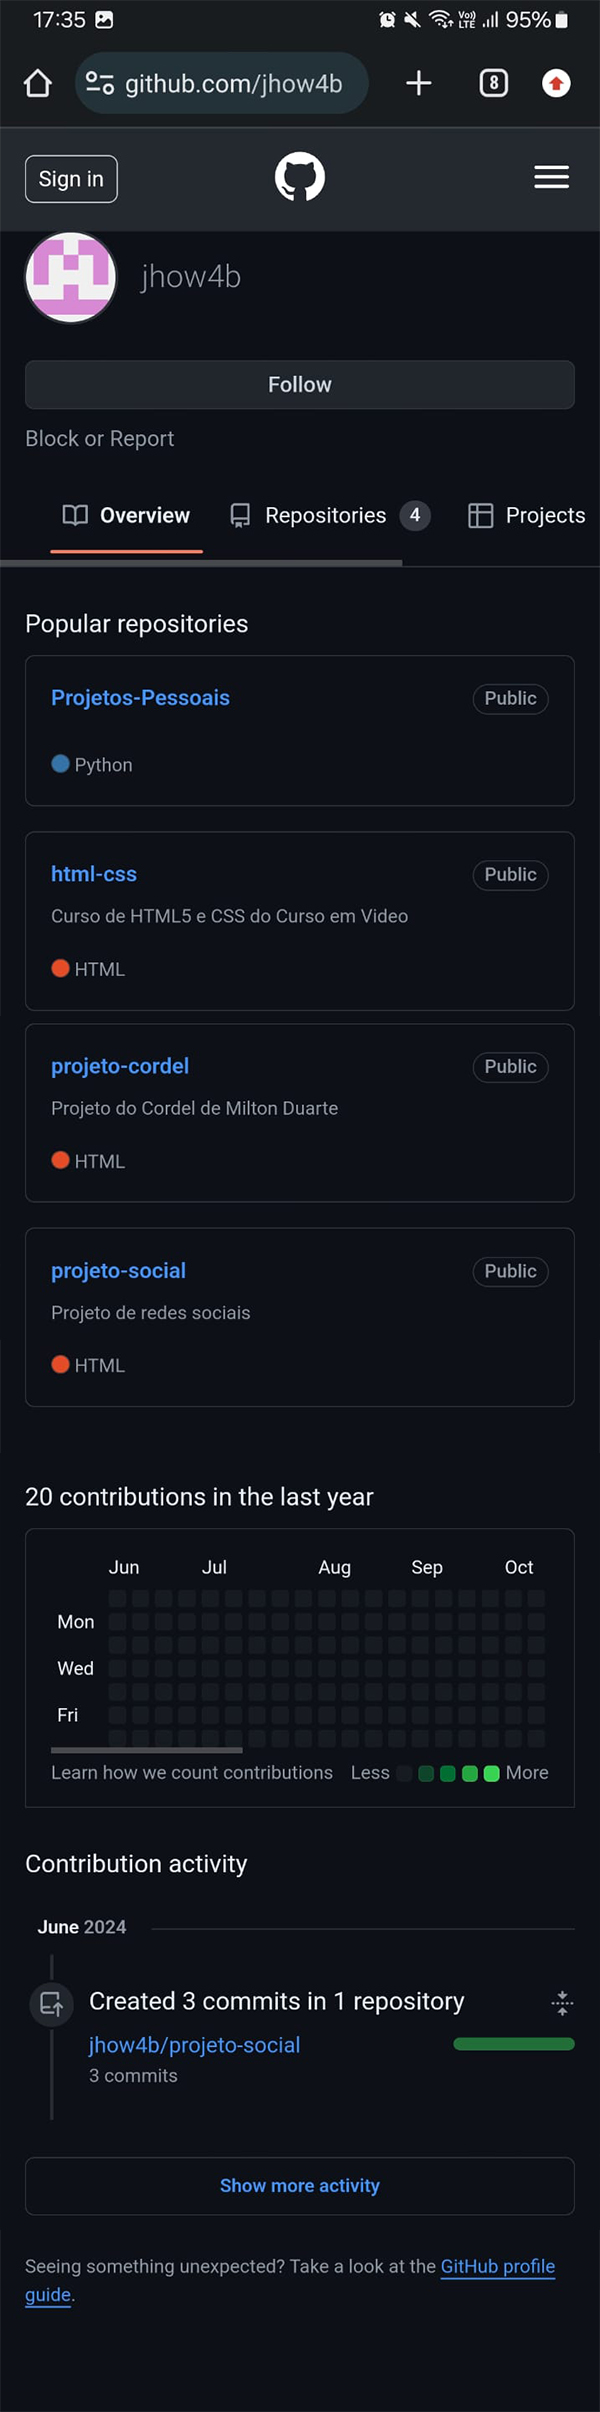 17:35 Vo) LTE 95%
github.com/jhow4b 8
Sign in
jhow4b
Follow
Block or Report
Overview Repositories 4 Projects
Popular repositories
Projetos-Pessoais Public
Python
html-css Public
Curso de HTML5 e CSS do Curso em Video
HTML
projeto-cordel Public
Projeto do Cordel de Milton Duarte
HTML
projeto-social Public
Projeto de redes sociais
HTML
20 contributions in the last year
Jun Jul Aug Sep Oct
Mon
Wed
Fri
Learn how we count contributions Less More
Contribution activity
June 2024
Created 3 commits in 1 repository
jhow4b/projeto-social
3 commits
Show more activity
Seeing something unexpected? Take a look at the GitHub profile
guide.